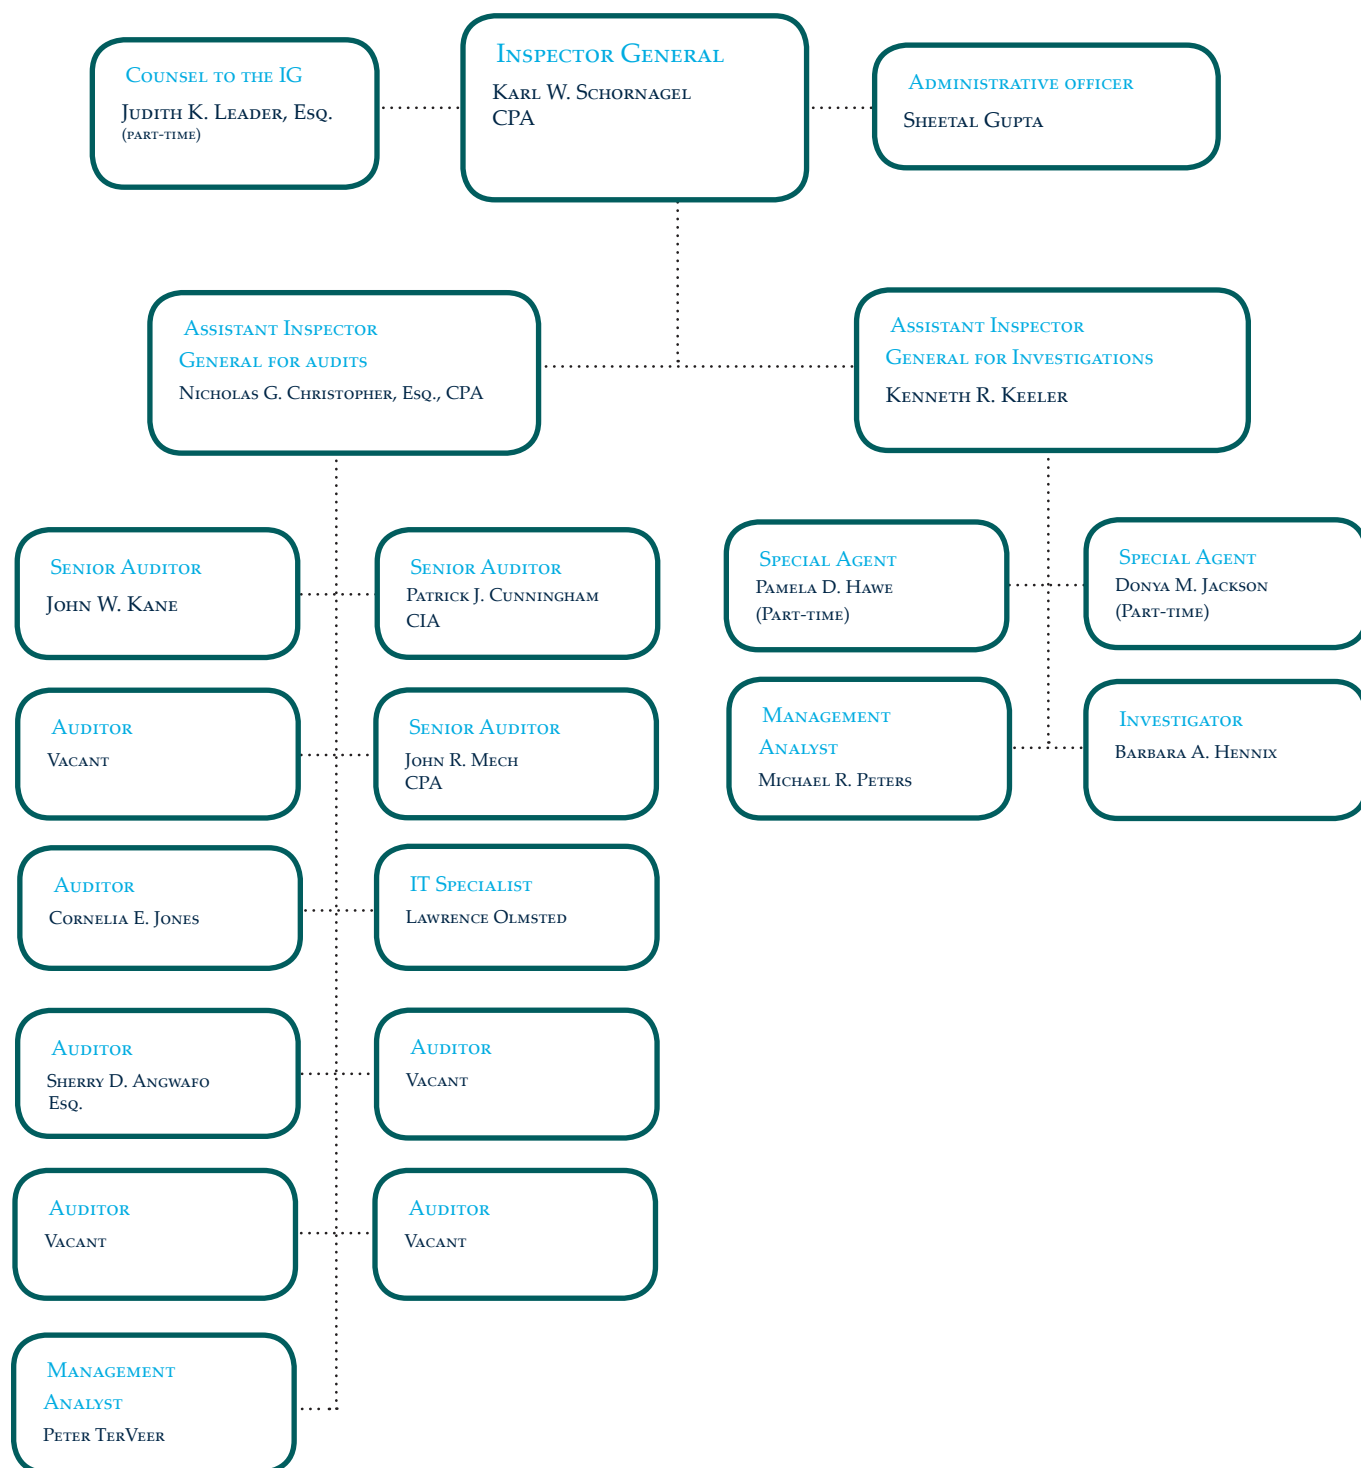 Counsel to the IG
Judith K. Leader, Esq.
(part-time)
Inspector General
Karl W. Schornagel
CPA
Administrative officer
Sheetal Gupta
Assistant Inspector
General for audits
Nicholas G. Christopher, Esq., CPA
Assistant Inspector
General for Investigations
Kenneth R. Keeler
Senior Auditor
John W. Kane
Senior Auditor
Patrick J. Cunningham
CIA
Special Agent
Pamela D. Hawe
(Part-time)
Special Agent
Donya M. Jackson
(Part-time)
Auditor
Vacant
Senior Auditor
John R. Mech
CPA
Management
Analyst
Michael R. Peters
Investigator
Barbara A. Hennix
Auditor
Cornelia E. Jones
IT Specialist
Lawrence Olmsted
Auditor
Sherry D. Angwafo
Esq.
Auditor
Vacant
Auditor
Vacant
Auditor
Vacant
Management
Analyst
Peter TerVeer